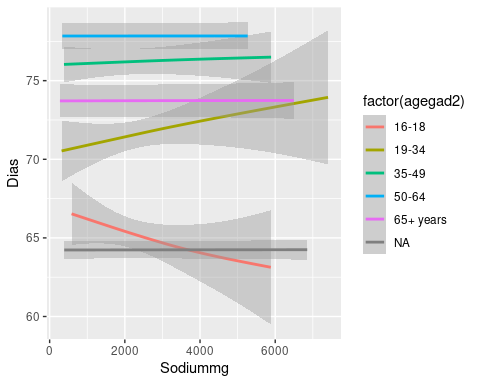 75
70
65
60
Dias
0 2000 4000 6000
Sodiummg
factor(agegad2)
16-18
19-34
35-49
50-64
65+ years
NA